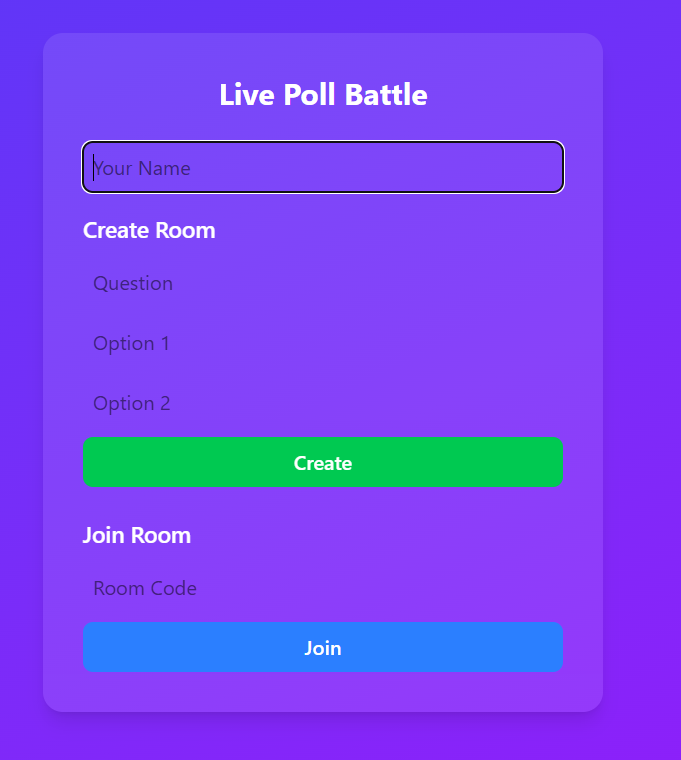 Live Poll Battle
Your Name
Create Room
Question
Option 1
Option 2
Create
Join Room
Room Code
Join